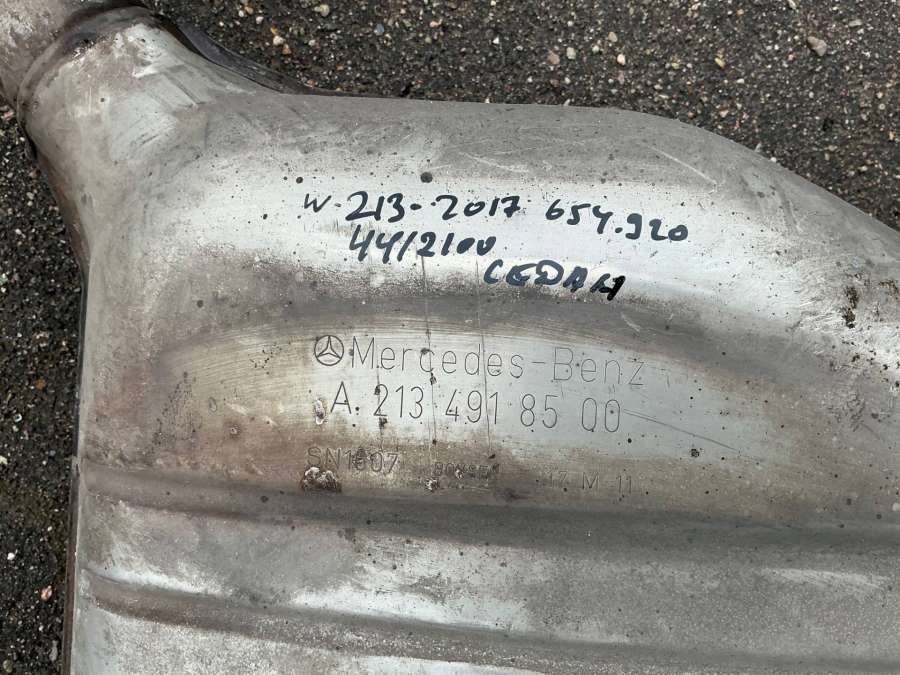 W-213-2017 654.920
44/2100
СЕДАН
Mercedes-Benz
A 213 491 85 00
SN1607 17 M 11